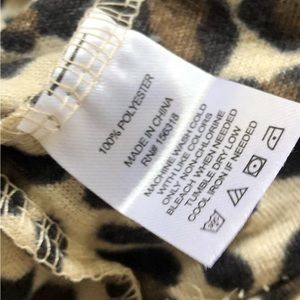 100% POLYESTER
MADE IN CHINA
RN# 156318
MACHINE WASH COLD
WITH LIKE COLORS
ONLY NON-CHLORINE
BLEACH WHEN NEEDED
TUMBLE DRY LOW
COOL IRON IF NEEDED